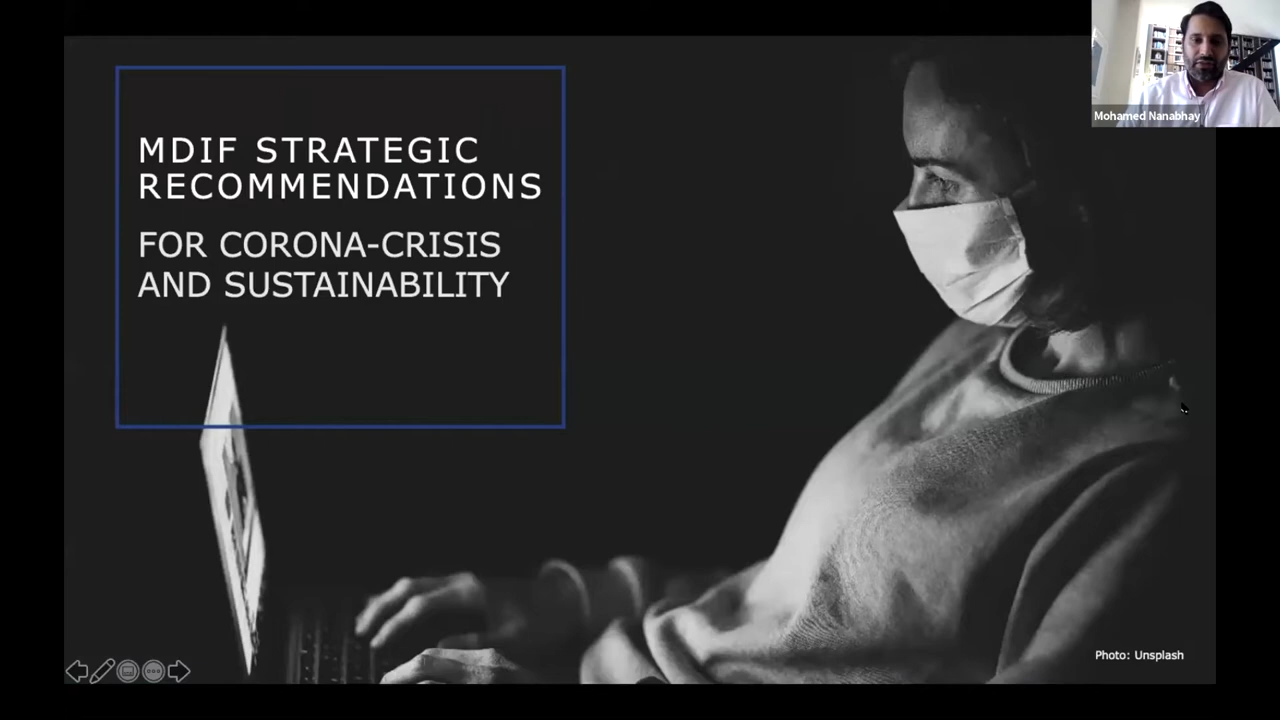 MDIF STRATEGIC
RECOMMENDATIONS
FOR CORONA-CRISIS
AND SUSTAINABILITY
Mohamed Nanabhay
Photo: Unsplash